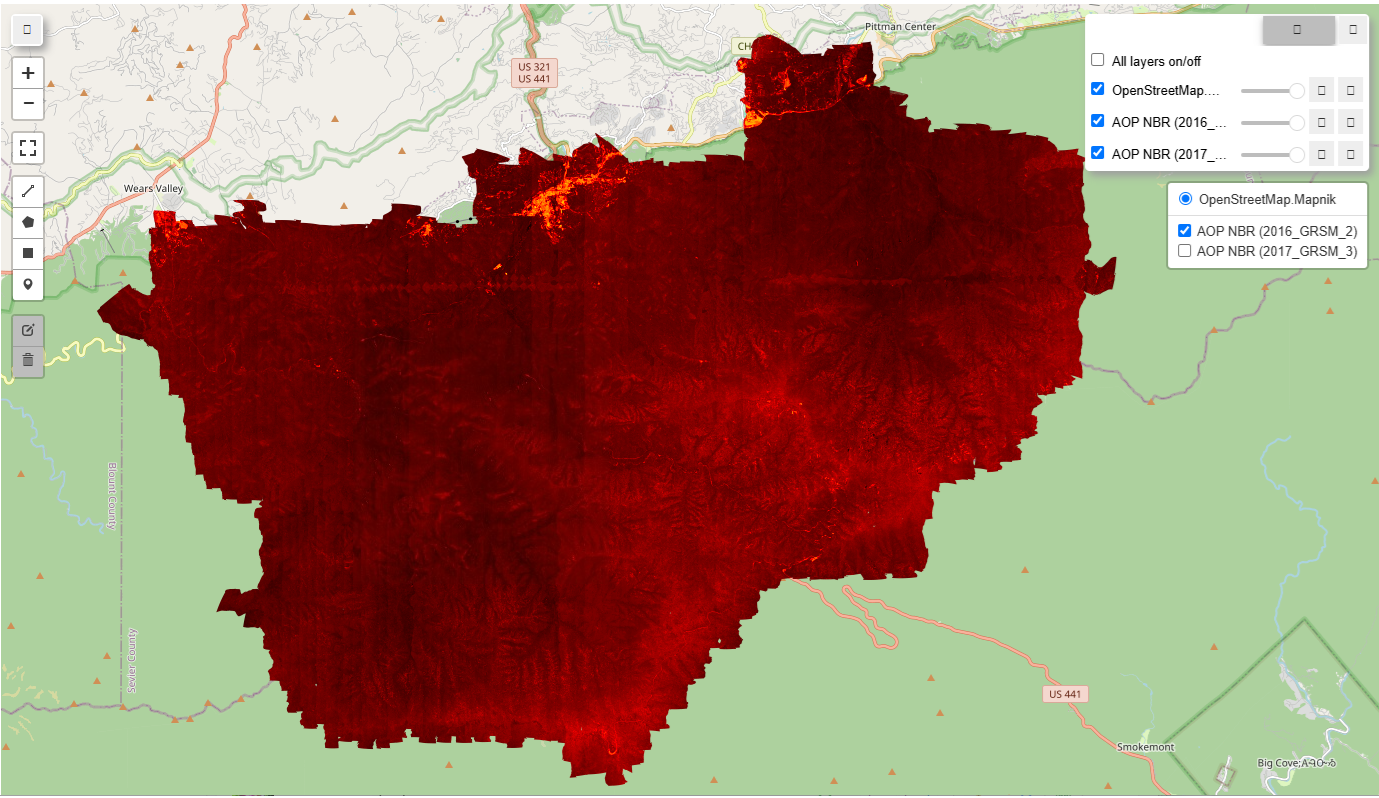 Pittman Center
CH
US 321
US 441
Wears Valley
Blount County
Sevier County
US 441
Smokemont
+
−
All layers on/off
OpenStreetMap....
AOP NBR (2016_...
AOP NBR (2017_...
OpenStreetMap.Mapnik
AOP NBR (2016_GRSM_2)
AOP NBR (2017_GRSM_3)
Big Cove;